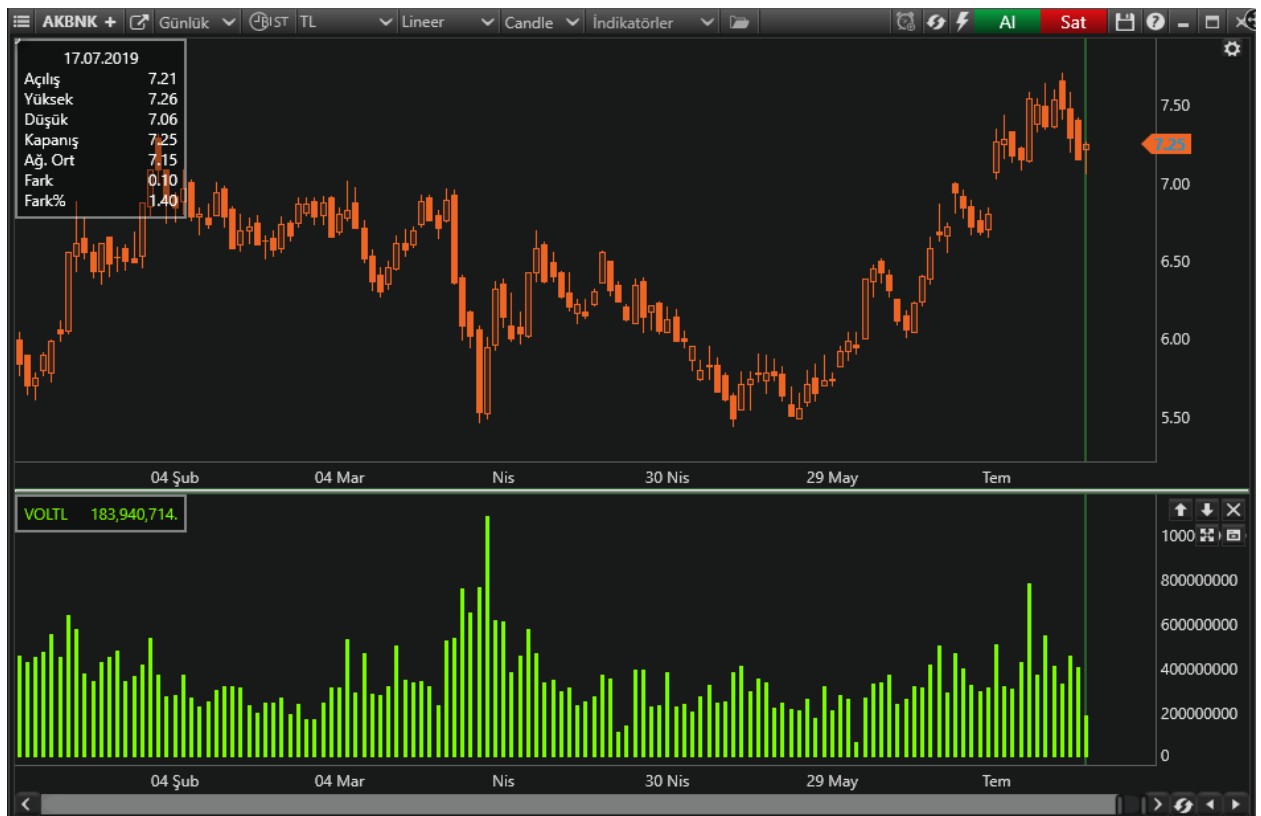 AKBNK + Günlük BIST TL Lineer Candle İndikatörler Al Sat
17.07.2019
Açılış 7.21
Yüksek 7.26
Düşük 7.06
Kapanış 7.25
Ağ. Ort 7.15
Fark 0.10
Fark% 1.40
7.50
7.25
7.00
6.50
6.00
5.50
04 Şub 04 Mar Nis 30 Nis 29 May Tem
VOLTL 183,940,714.
1000
800000000
600000000
400000000
200000000
0
04 Şub 04 Mar Nis 30 Nis 29 May Tem